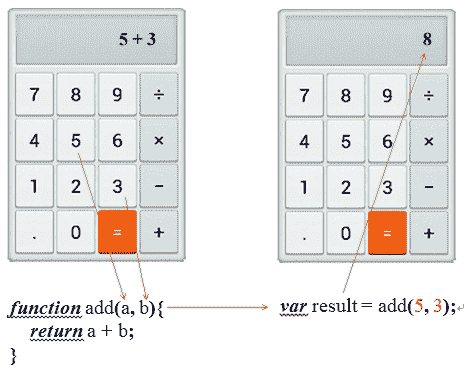 5 + 3
7 8 9 ÷
4 5 6 ×
1 2 3 −
. 0 = +
function add(a, b){
return a + b;
}
8
7 8 9 ÷
4 5 6 ×
1 2 3 −
. 0 = +
var result = add(5, 3);